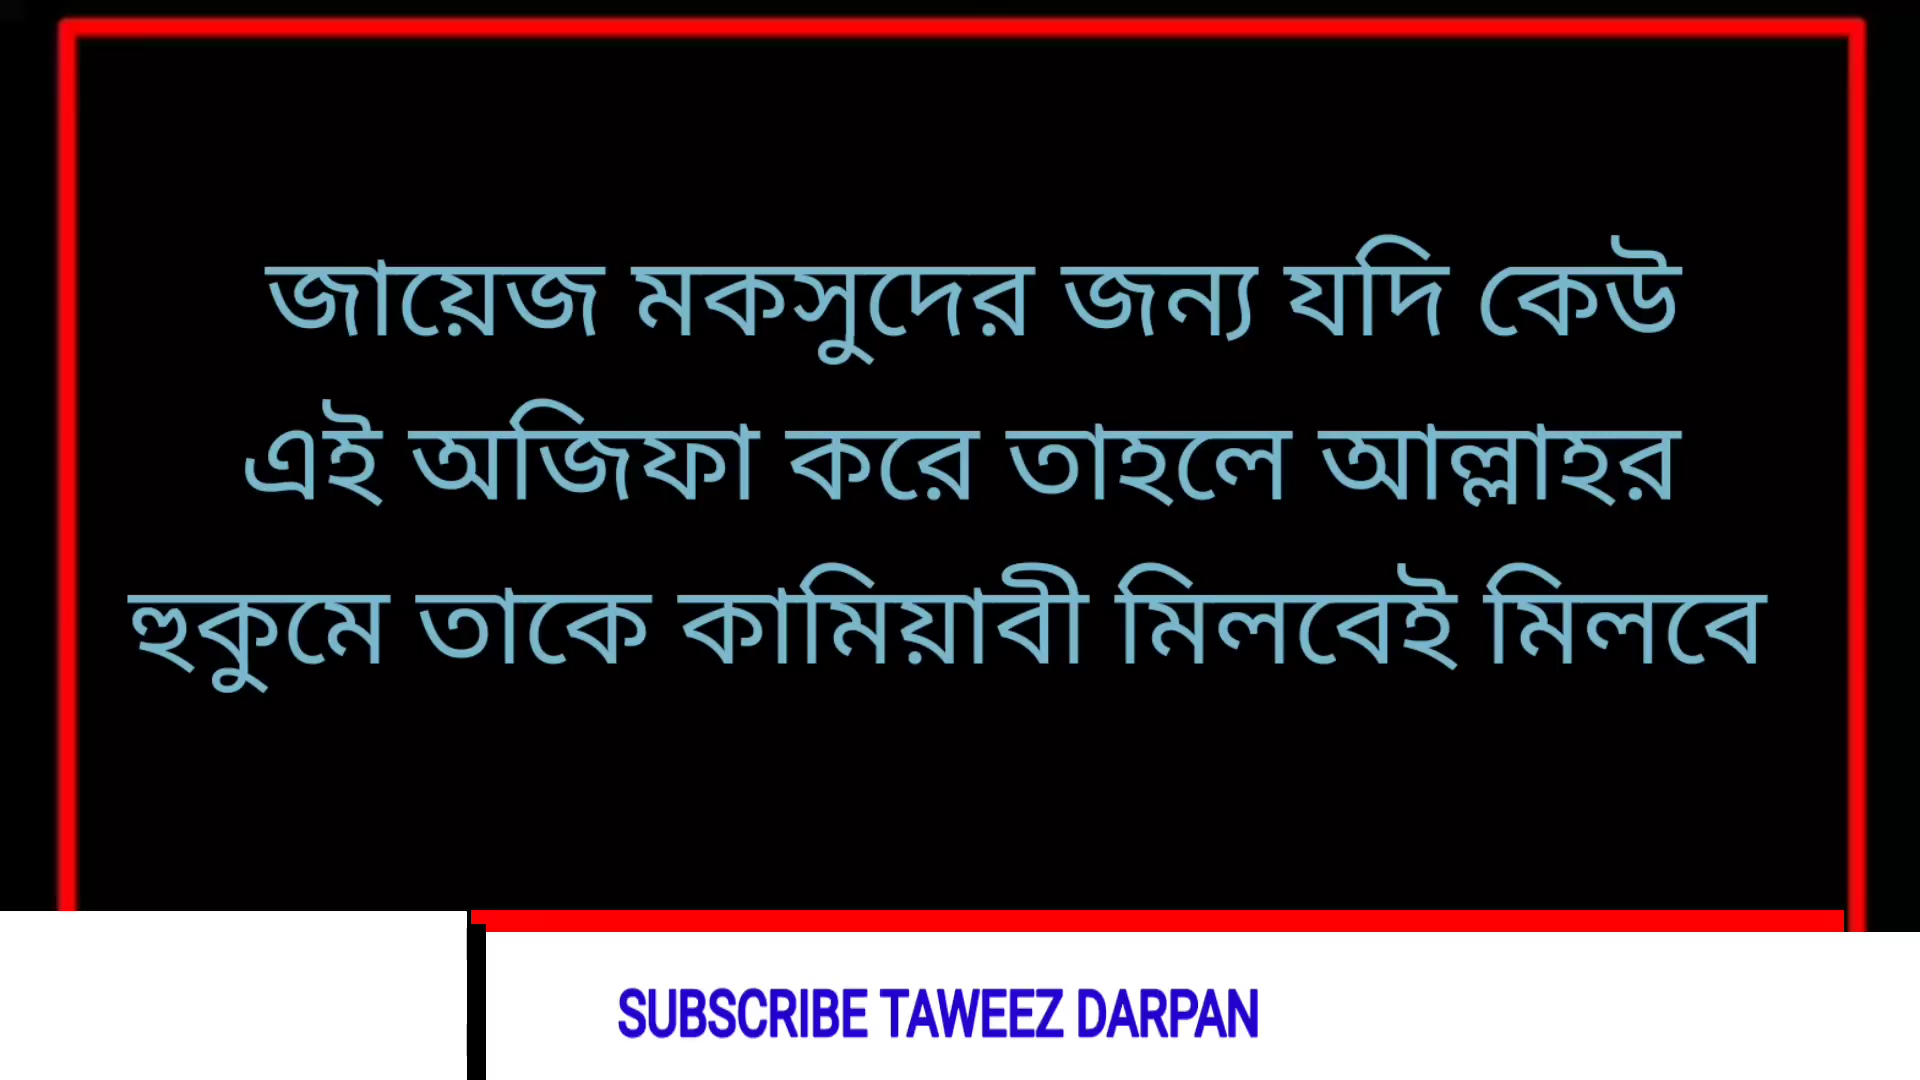 জায়েজ মকসুদের জন্য যদি কেউ
এই অজিফা করে তাহলে আল্লাহর
হুকুমে তাকে কামিয়াবী মিলবেই মিলবে
SUBSCRIBE TAWEEZ DARPAN